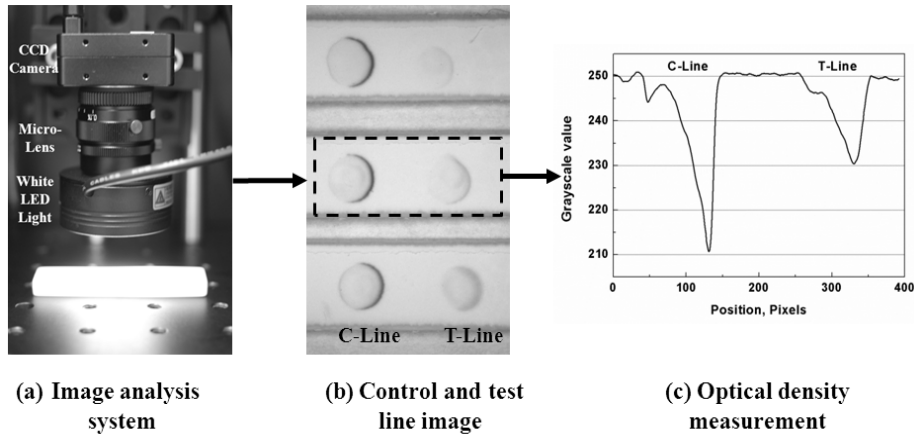 CCD
Camera
Micro-
Lens
White
LED
Light
CABLES
C-Line
T-Line
C-Line
T-Line
250
240
230
220
210
0
100
200
300
400
Grayscale value
Position, Pixels
(a) Image analysis
system
(b) Control and test
line image
(c) Optical density
measurement